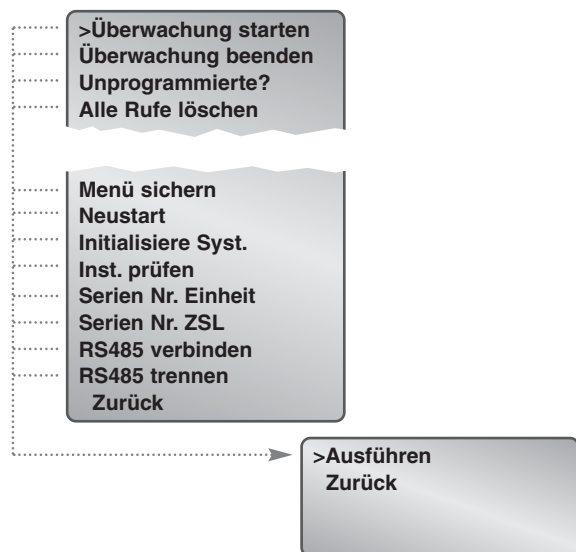 >Überwachung starten
Überwachung beenden
Unprogrammierte?
Alle Rufe löschen
Menü sichern
Neustart
Initialisiere Syst.
Inst. prüfen
Serien Nr. Einheit
Serien Nr. ZSL
RS485 verbinden
RS485 trennen
Zurück
>Ausführen
Zurück